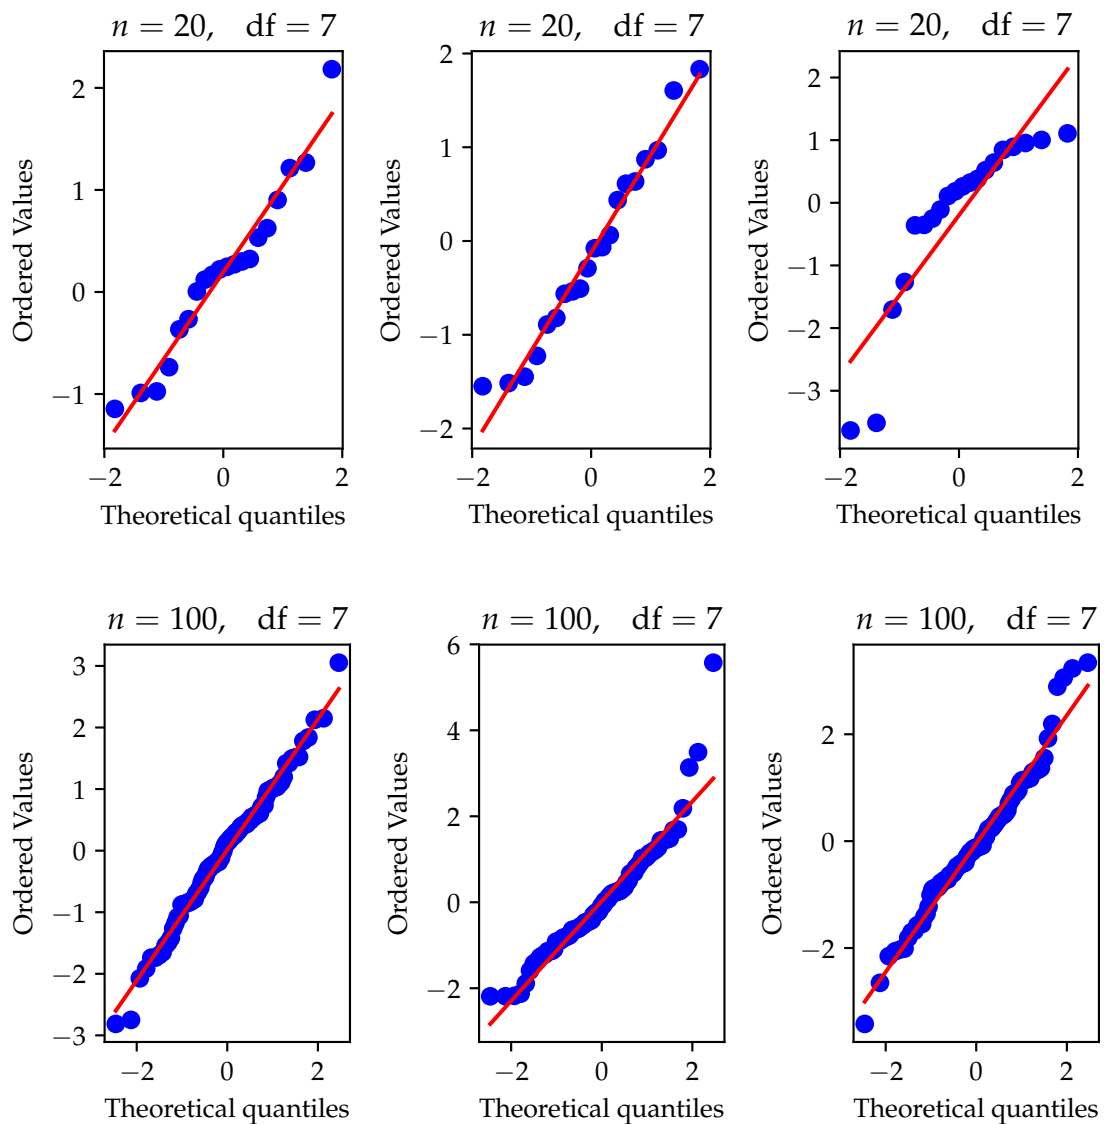 n = 20, df = 7
n = 20, df = 7
n = 20, df = 7
Ordered Values
2
1
0
−1
−2
0
2
Theoretical quantiles
Ordered Values
2
1
0
−1
−2
−2
0
2
Theoretical quantiles
Ordered Values
2
1
0
−1
−2
−3
−2
0
2
Theoretical quantiles
n = 100, df = 7
n = 100, df = 7
n = 100, df = 7
Ordered Values
3
2
1
0
−1
−2
−3
−2
0
2
Theoretical quantiles
Ordered Values
6
4
2
0
−2
−2
0
2
Theoretical quantiles
Ordered Values
2
0
−2
−2
0
2
Theoretical quantiles